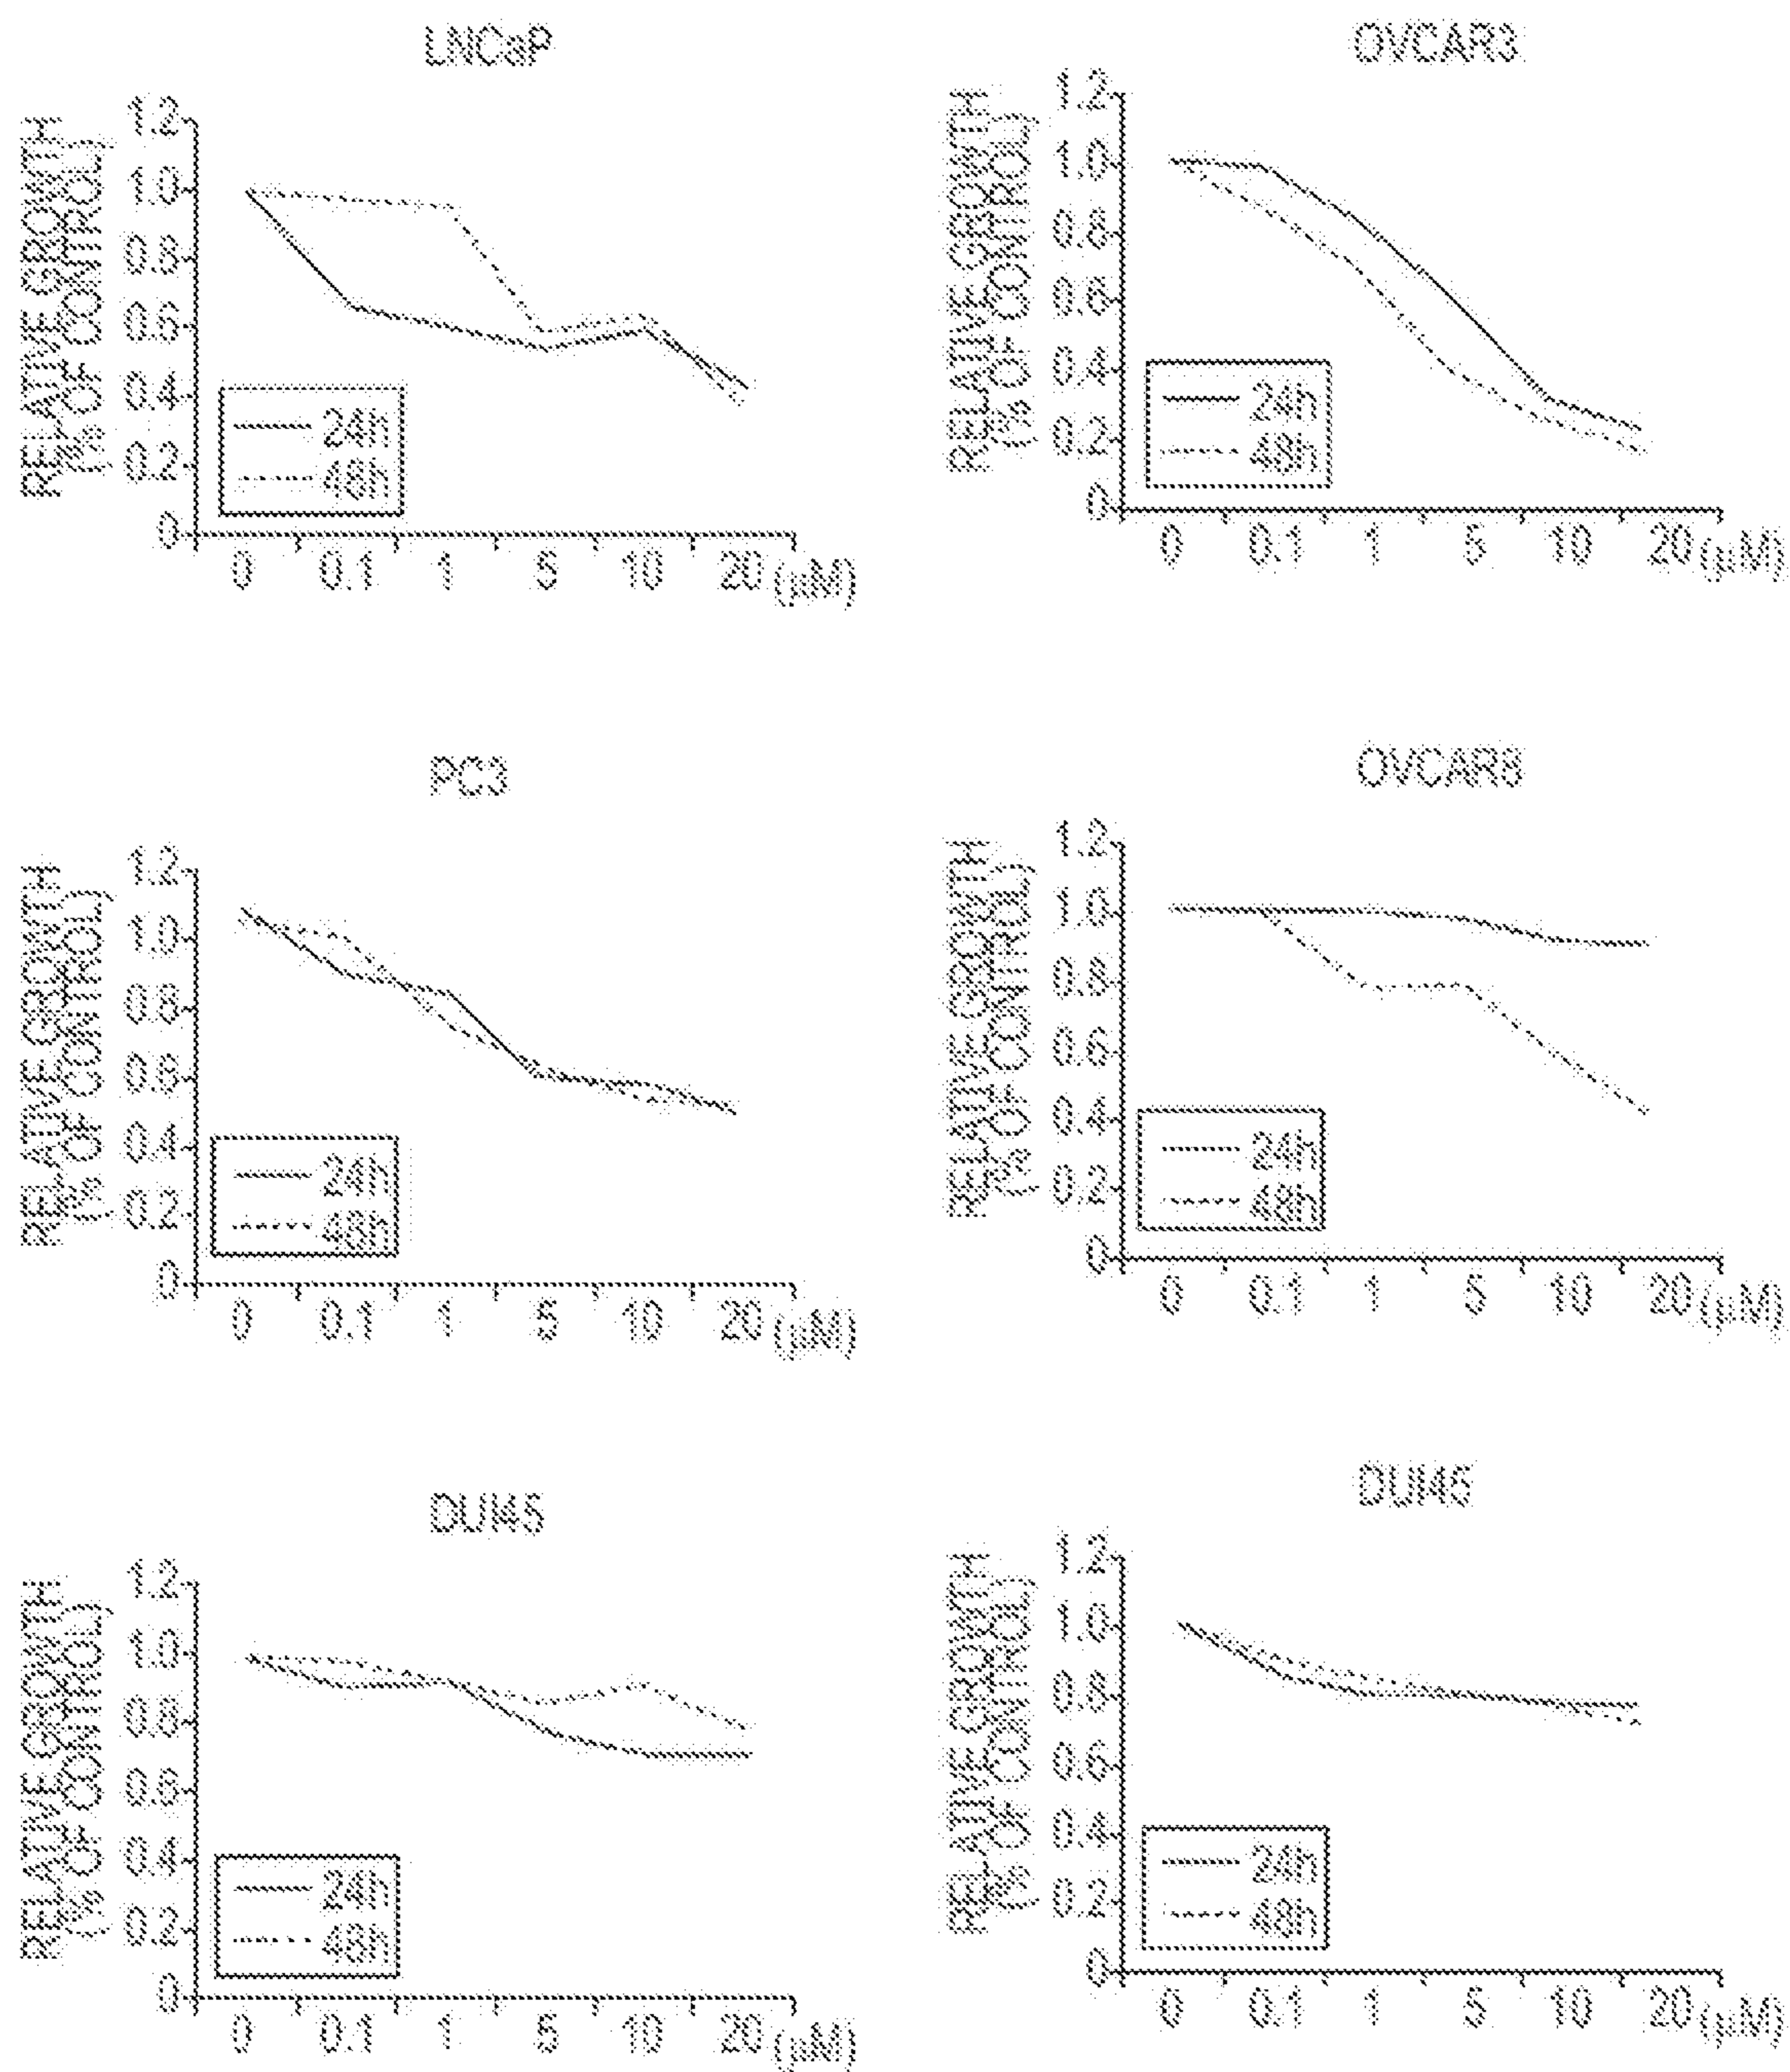 LNCaP
RELATIVE GROWTH
(% OF CONTROL)
1.2
1.0
0.8
0.6
0.4
0.2
0
24h
48h
0 0.1 1 5 10 20 (µM)
OVCAR3
RELATIVE GROWTH
(% OF CONTROL)
1.2
1.0
0.8
0.6
0.4
0.2
0
24h
48h
0 0.1 1 5 10 20 (µM)
PC3
RELATIVE GROWTH
(% OF CONTROL)
1.2
1.0
0.8
0.6
0.4
0.2
0
24h
48h
0 0.1 1 5 10 20 (µM)
OVCAR8
RELATIVE GROWTH
(% OF CONTROL)
1.2
1.0
0.8
0.6
0.4
0.2
0
24h
48h
0 0.1 1 5 10 20 (µM)
DUI45
RELATIVE GROWTH
(% OF CONTROL)
1.2
1.0
0.8
0.6
0.4
0.2
0
24h
48h
0 0.1 1 5 10 20 (µM)
DUI45
RELATIVE GROWTH
(% OF CONTROL)
1.2
1.0
0.8
0.6
0.4
0.2
0
24h
48h
0 0.1 1 5 10 20 (µM)